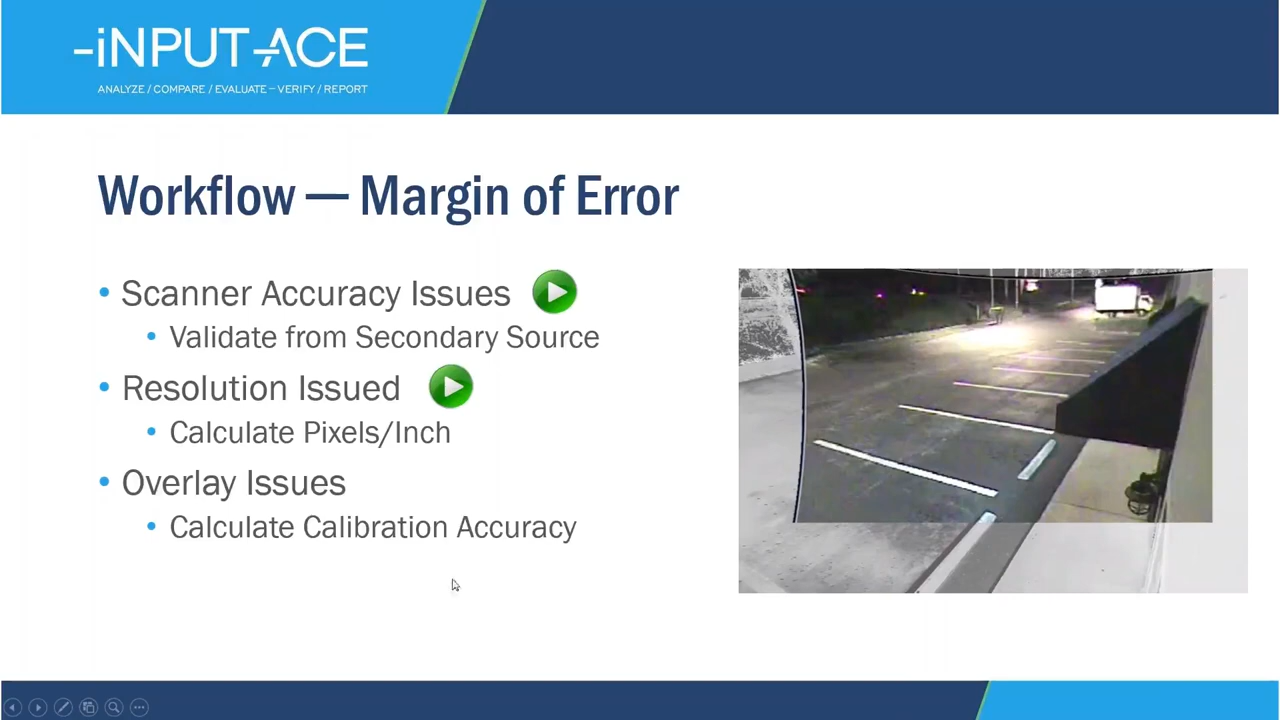 -iNPUT-ACE
ANALYZE / COMPARE / EVALUATE – VERIFY / REPORT
Workflow — Margin of Error
• Scanner Accuracy Issues
• Validate from Secondary Source
• Resolution Issued
• Calculate Pixels/Inch
• Overlay Issues
• Calculate Calibration Accuracy